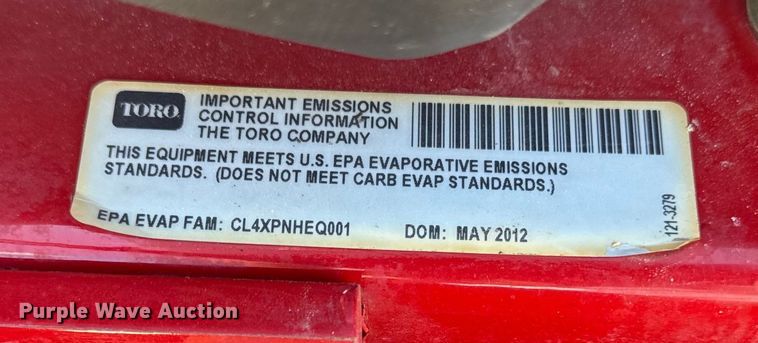 TORO
IMPORTANT EMISSIONS
CONTROL INFORMATION
THE TORO COMPANY
THIS EQUIPMENT MEETS U.S. EPA EVAPORATIVE EMISSIONS
STANDARDS. (DOES NOT MEET CARB EVAP STANDARDS.)
EPA EVAP FAM: CL4XPNHEQ001 DOM: MAY 2012
121-3279
Purple Wave Auction